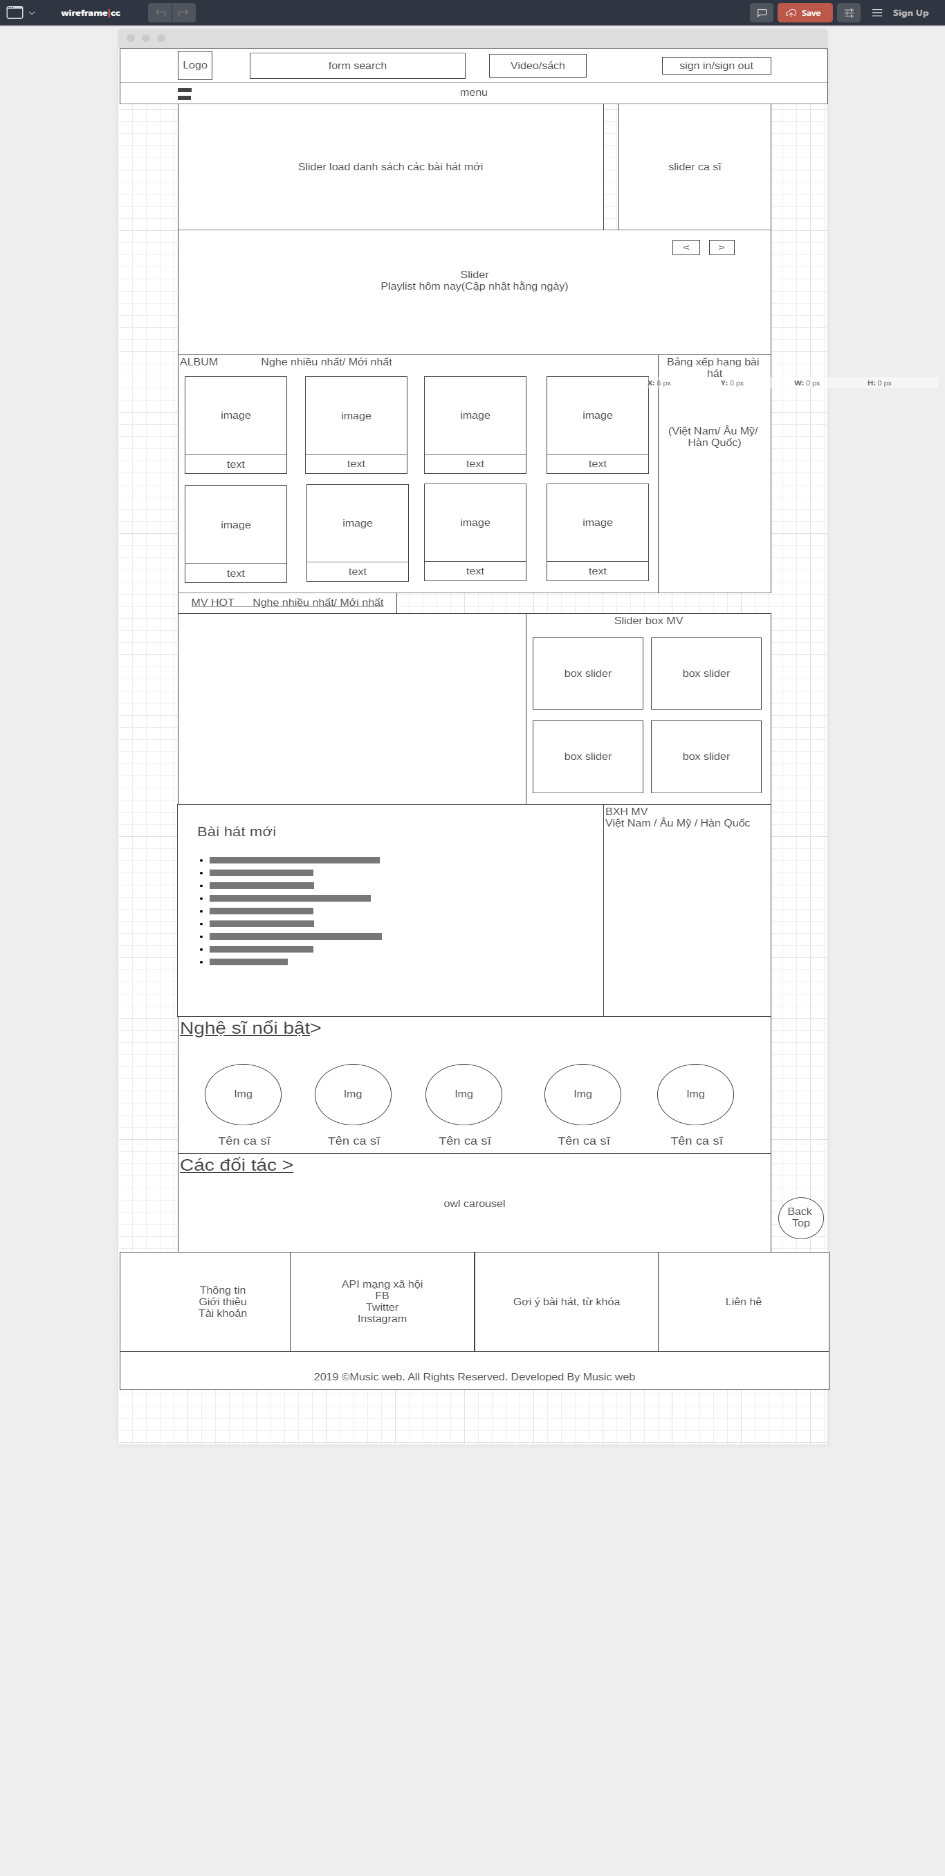 wireframe|cc
Save
Sign Up
Logo
form search
Video/sách
sign in/sign out
menu
Slider load danh sách các bài hát mới
slider ca sĩ
<
>
Slider
Playlist hôm nay(Cập nhật hằng ngày)
ALBUM
Nghe nhiều nhất/ Mới nhất
Bảng xếp hạng bài
hát
X: 8 px
Y: 0 px
W: 0 px
H: 0 px
image
image
image
image
text
text
text
text
(Việt Nam/ Âu Mỹ/
Hàn Quốc)
image
image
image
image
text
text
text
text
MV HOT
Nghe nhiều nhất/ Mới nhất
Slider box MV
box slider
box slider
box slider
box slider
Bài hát mới
BXH MV
Việt Nam / Âu Mỹ / Hàn Quốc
Nghệ sĩ nổi bật>
Img
Img
Img
Img
Img
Tên ca sĩ
Tên ca sĩ
Tên ca sĩ
Tên ca sĩ
Tên ca sĩ
Các đối tác >
owl carousel
Back
Top
Thông tin
Giới thiệu
Tài khoản
API mạng xã hội
FB
Twitter
Instagram
Gợi ý bài hát, từ khóa
Liên hệ
2019 ©Music web. All Rights Reserved. Developed By Music web